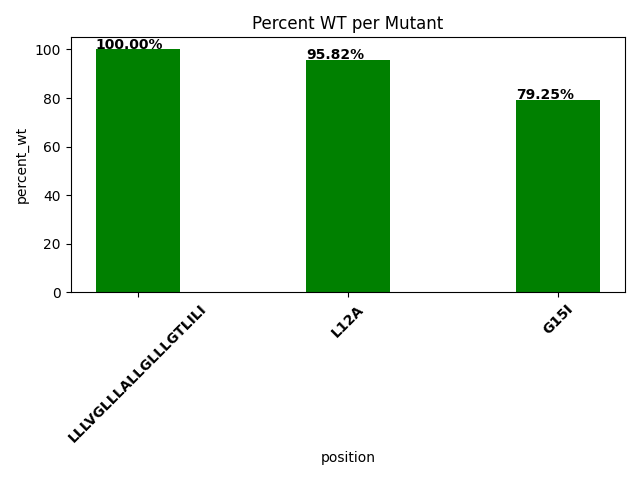 Percent WT per Mutant
percent_wt
100
80
60
40
20
0
100.00%
95.82%
79.25%
LLLVGLLLALLGLLLGTLILI
L12A
G15I
position